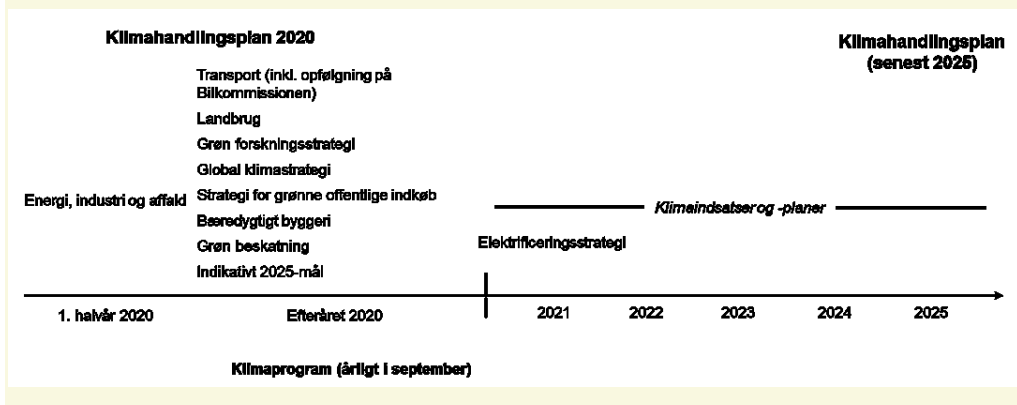 Klimahandlingsplan 2020
Klimahandlingsplan
(senest 2025)
Transport (inkl. opfølgning på
Bilkommissionen)
Landbrug
Grøn forskningsstrategi
Global klimastrategi
Energi, industri og affald
Strategi for grønne offentlige indkøb
Bæredygtigt byggeri
Grøn beskatning
Indikativt 2025-mål
Klimaindsatser og -planer
Elektrificeringsstrategi
1. halvår 2020
Efteråret 2020
2021
2022
2023
2024
2025
Klimaprogram (årligt i september)